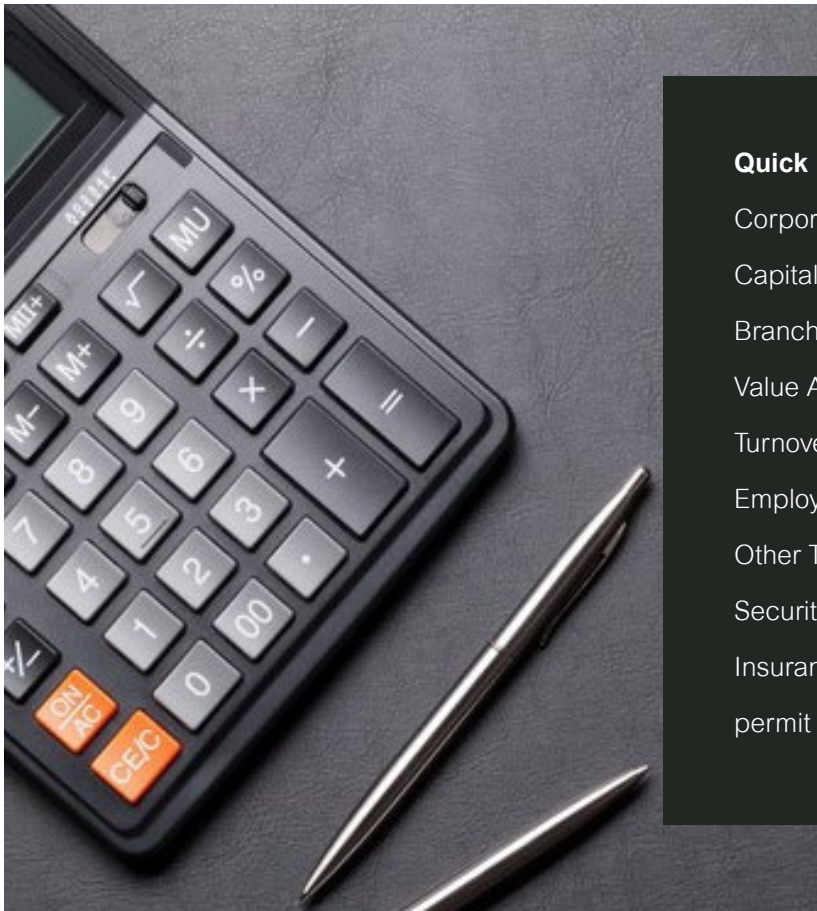 MII+
M− M+ √ MU
7 8 9 ÷ %
+/− 4 5 6 × −
ON/AC 1 2 3 + =
CE/C 0 00 .
Quick
Corpor
Capital
Branch
Value A
Turnove
Employ
Other T
Securit
Insuran
permit